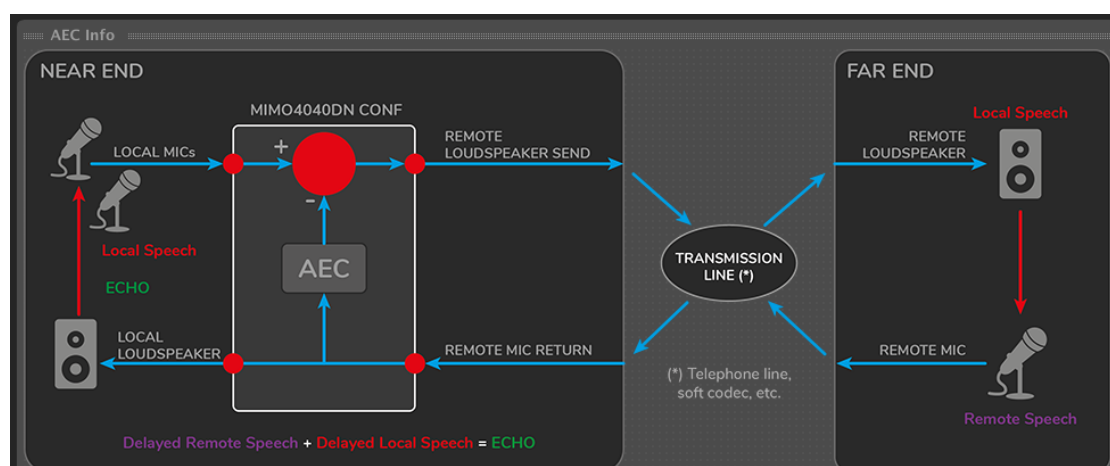 AEC Info
NEAR END
FAR END
MIMO4040DN CONF
LOCAL MICs
+
-
REMOTE
LOUDSPEAKER SEND
REMOTE
LOUDSPEAKER
Local Speech
Local Speech
ECHO
AEC
TRANSMISSION
LINE (*)
LOCAL
LOUDSPEAKER
REMOTE MIC RETURN
REMOTE MIC
(*) Telephone line,
soft codec, etc.
Remote Speech
Delayed Remote Speech + Delayed Local Speech = ECHO